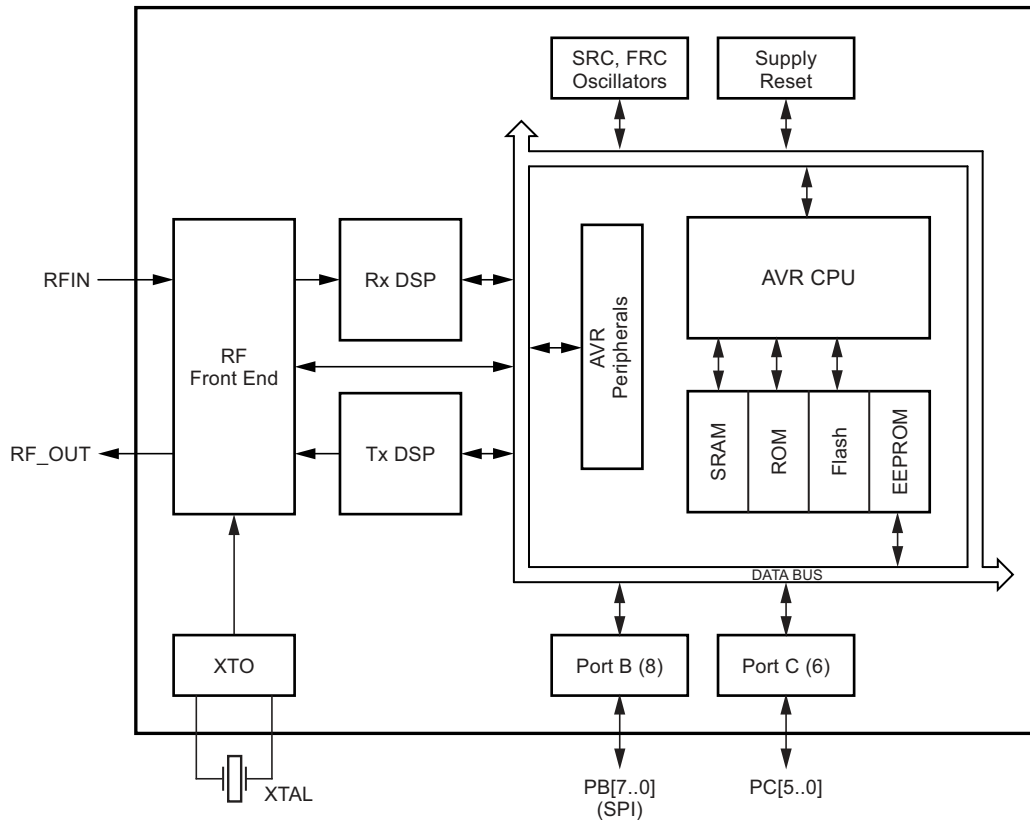 SRC, FRC
Oscillators
Supply
Reset
RFIN
RF
Front End
Rx DSP
AVR CPU
AVR
Peripherals
RF_OUT
Tx DSP
SRAM
ROM
Flash
EEPROM
DATA BUS
XTO
Port B (8)
Port C (6)
XTAL
PB[7..0]
(SPI)
PC[5..0]